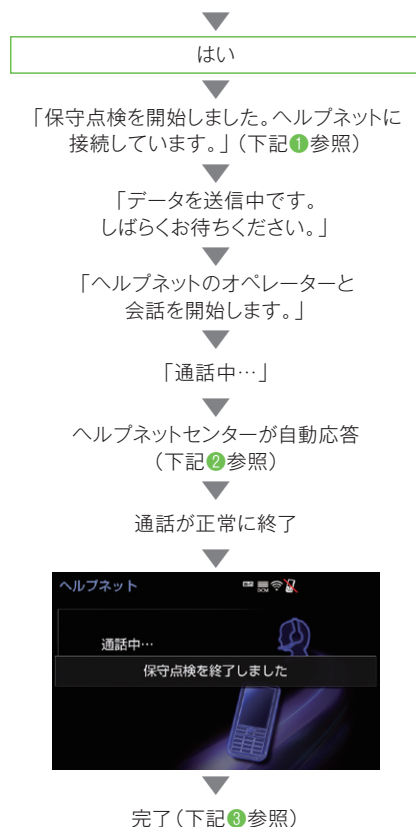 はい
「保守点検を開始しました。ヘルプネットに
接続しています。」（下記❶参照）
「データを送信中です。
しばらくお待ちください。」
「ヘルプネットのオペレーターと
会話を開始します。」
「通話中…」
ヘルプネットセンターが自動応答
（下記❷参照）
通話が正常に終了
ヘルプネット
DCM
通話中…
保守点検を終了しました
完了（下記❸参照）